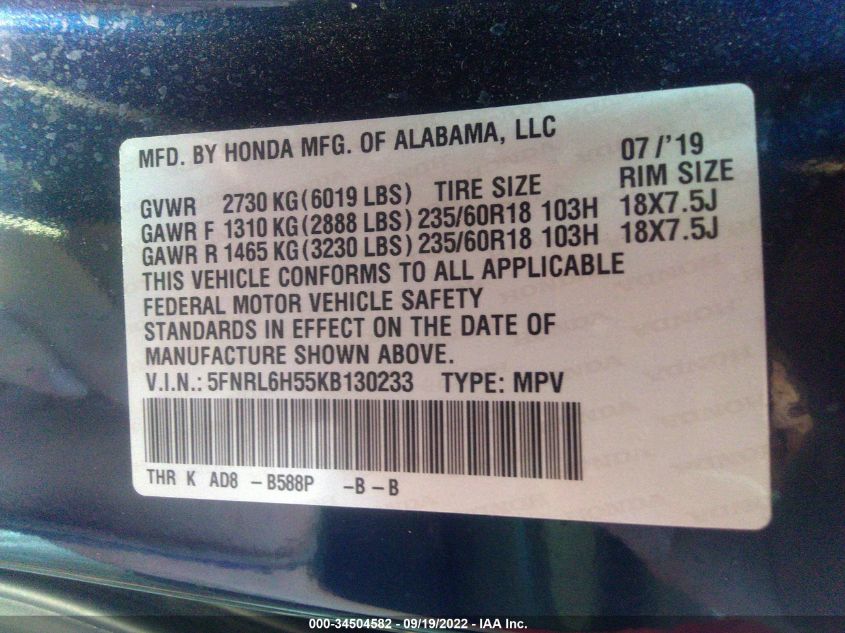 MFD. BY HONDA MFG. OF ALABAMA, LLC 07/'19
GVWR 2730 KG(6019 LBS) TIRE SIZE RIM SIZE
GAWR F 1310 KG(2888 LBS) 235/60R18 103H 18X7.5J
GAWR R 1465 KG(3230 LBS) 235/60R18 103H 18X7.5J
THIS VEHICLE CONFORMS TO ALL APPLICABLE
FEDERAL MOTOR VEHICLE SAFETY
STANDARDS IN EFFECT ON THE DATE OF
MANUFACTURE SHOWN ABOVE.
V.I.N.: 5FNRL6H55KB130233 TYPE: MPV
THR K AD8 - B588P -B - B
000-34504582 - 09/19/2022 - IAA Inc.